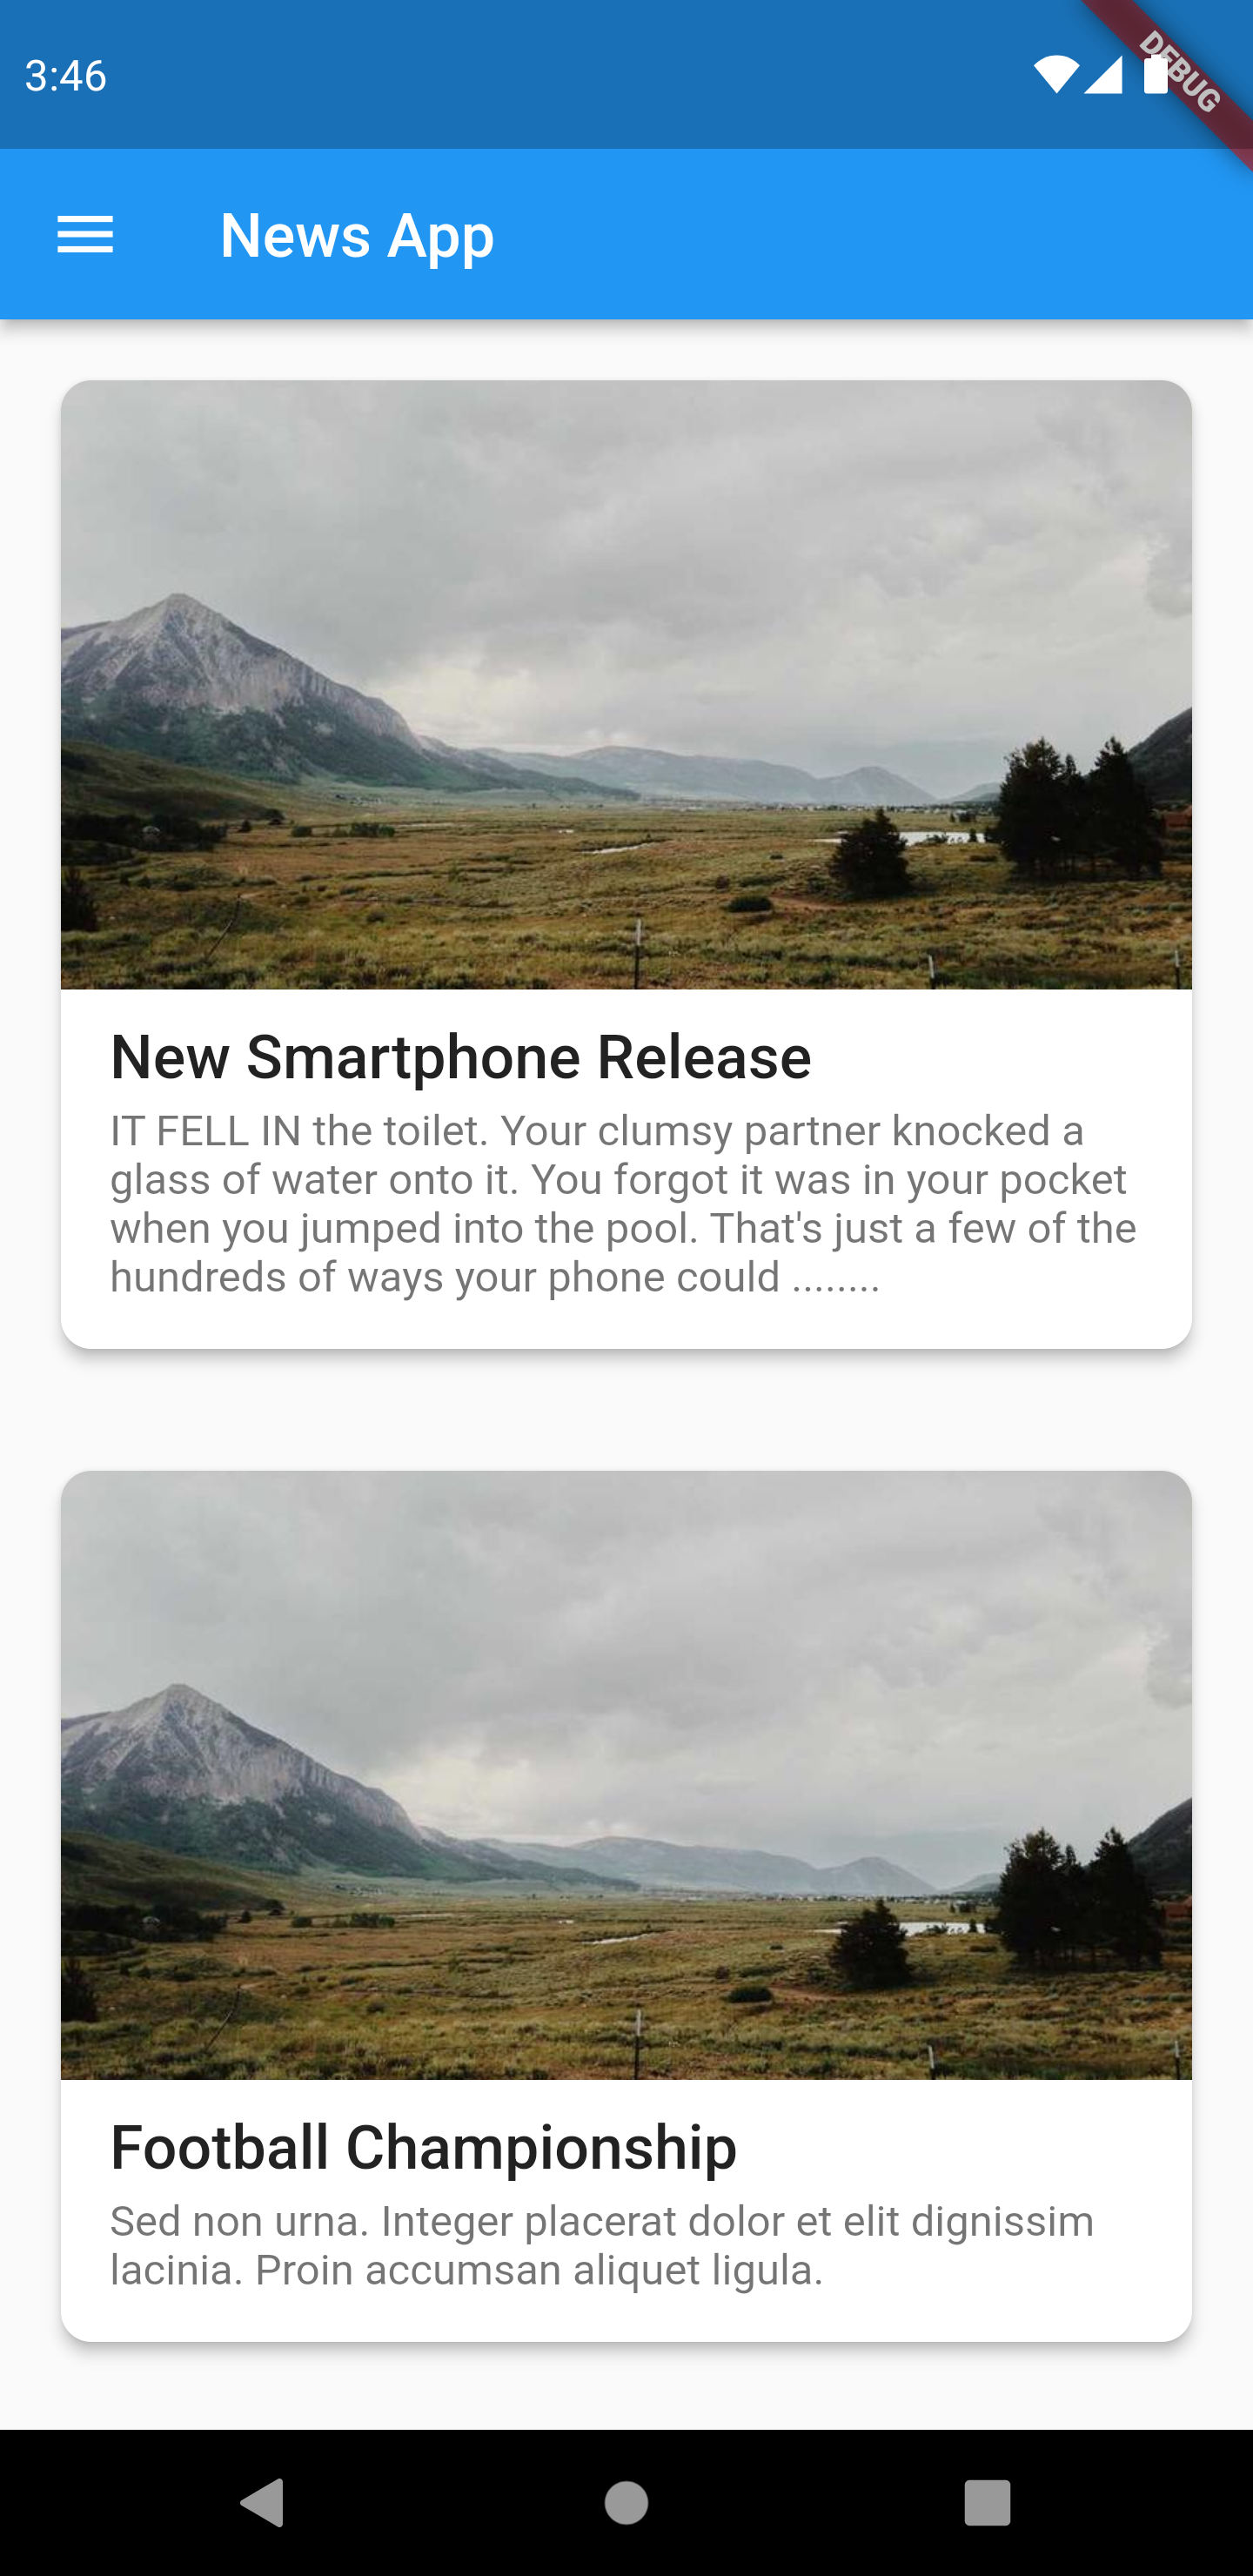 3:46
DEBUG
News App
New Smartphone Release
IT FELL IN the toilet. Your clumsy partner knocked a
glass of water onto it. You forgot it was in your pocket
when you jumped into the pool. That's just a few of the
hundreds of ways your phone could ........
Football Championship
Sed non urna. Integer placerat dolor et elit dignissim
lacinia. Proin accumsan aliquet ligula.